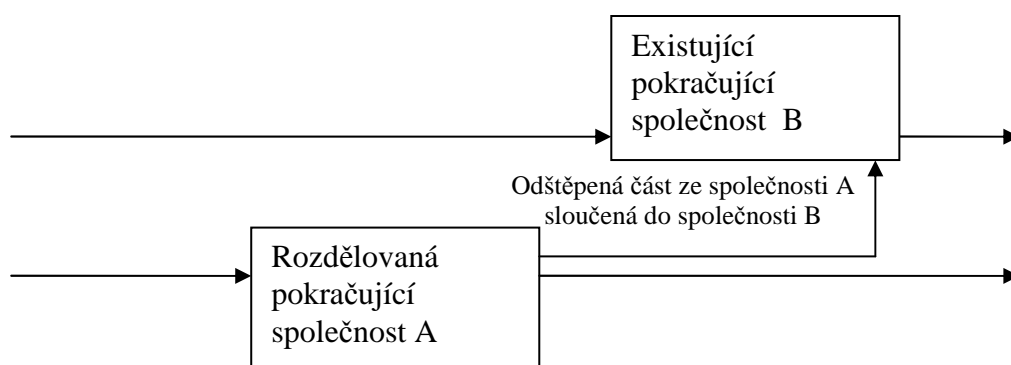 Existující
pokračující
společnost B
Odštěpená část ze společnosti A
sloučená do společnosti B
Rozdělovaná
pokračující
společnost A